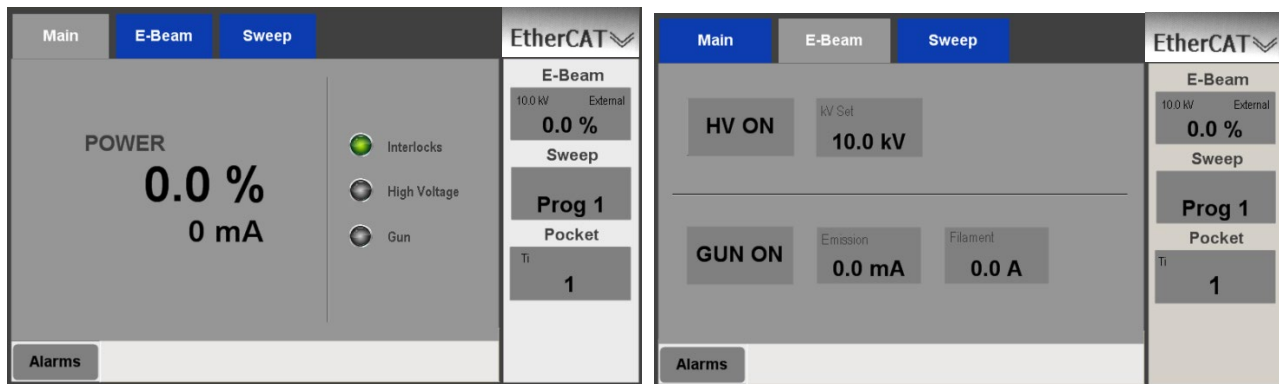 Main E-Beam Sweep
EtherCAT
POWER
0.0 %
0 mA
Interlocks
High Voltage
Gun
E-Beam
10.0 kV External
0.0 %
Sweep
Prog 1
Pocket
Ti
1
Alarms
Main E-Beam Sweep
EtherCAT
HV ON
kV Set
10.0 kV
GUN ON
Emission
0.0 mA
Filament
0.0 A
E-Beam
10.0 kV External
0.0 %
Sweep
Prog 1
Pocket
Ti
1
Alarms